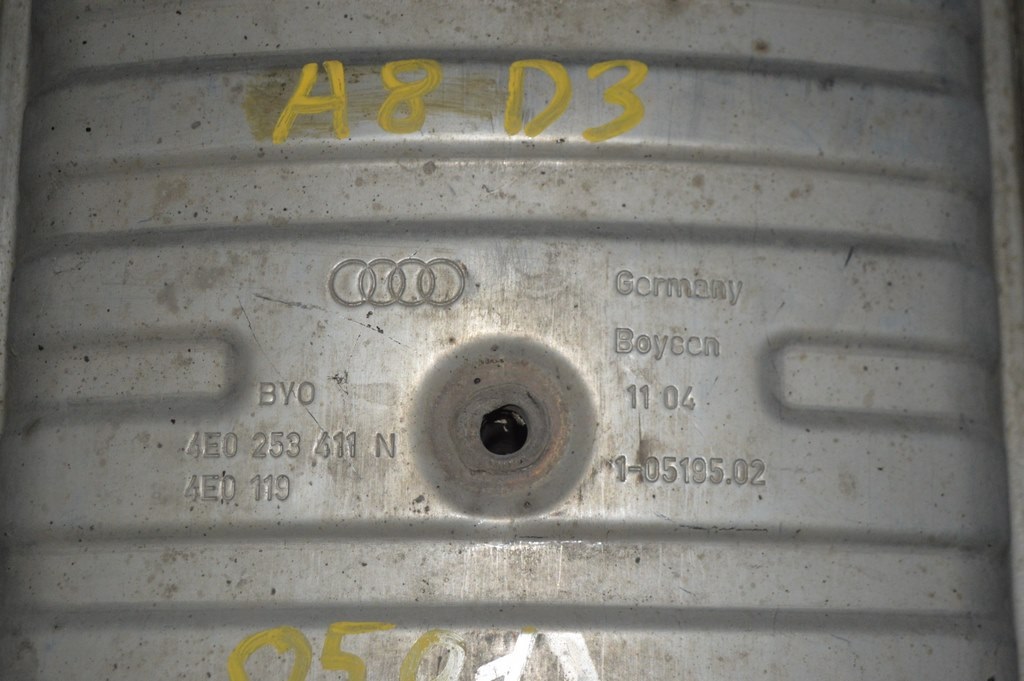 A8 D3
Germany
Boysen
BYO
11 04
4E0 253 411 N
4E0 119
1-05195.02